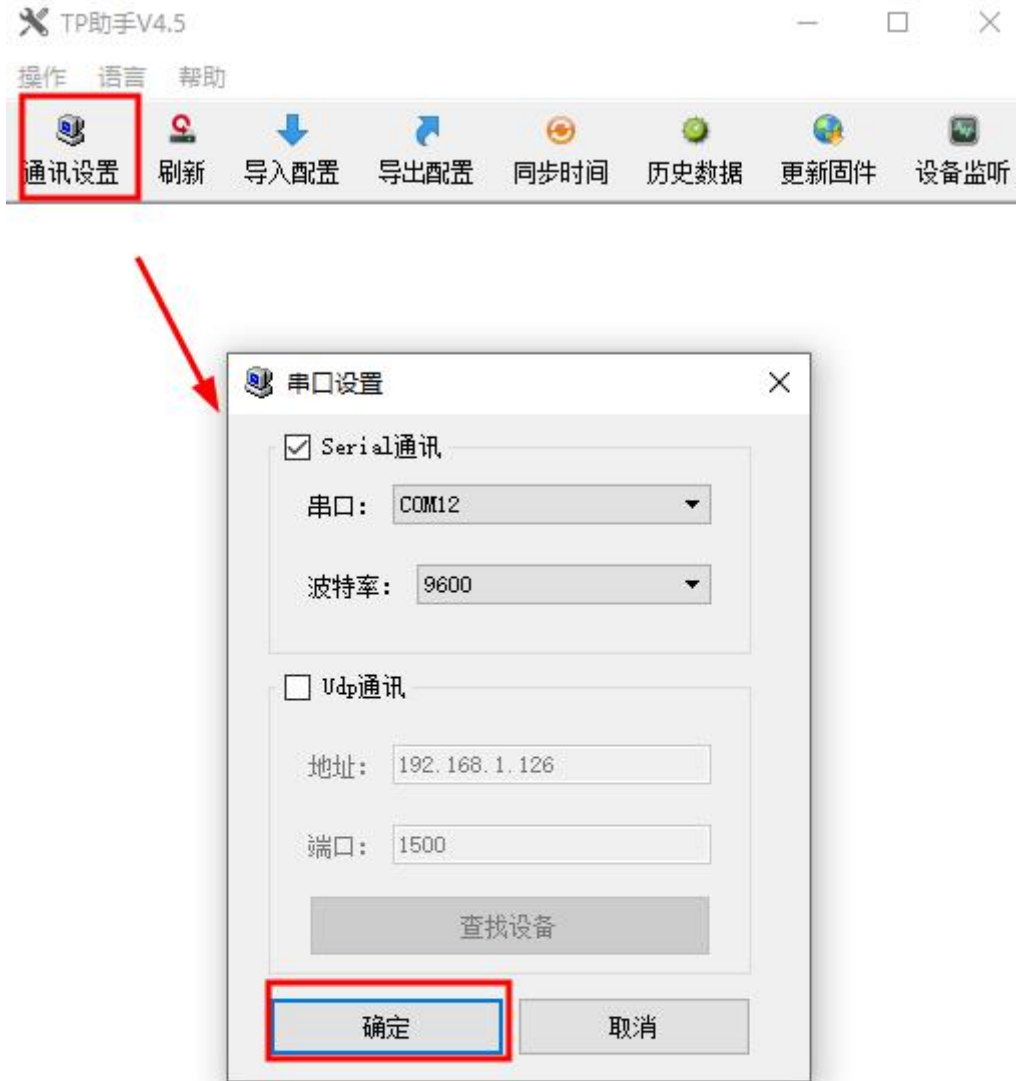 TP助手V4.5
操作 语言 帮助
通讯设置 刷新 导入配置 导出配置 同步时间 历史数据 更新固件 设备监听
串口设置
Serial通讯
串口: COM12
波特率: 9600
Udp通讯
地址: 192.168.1.126
端口: 1500
查找设备
确定 取消